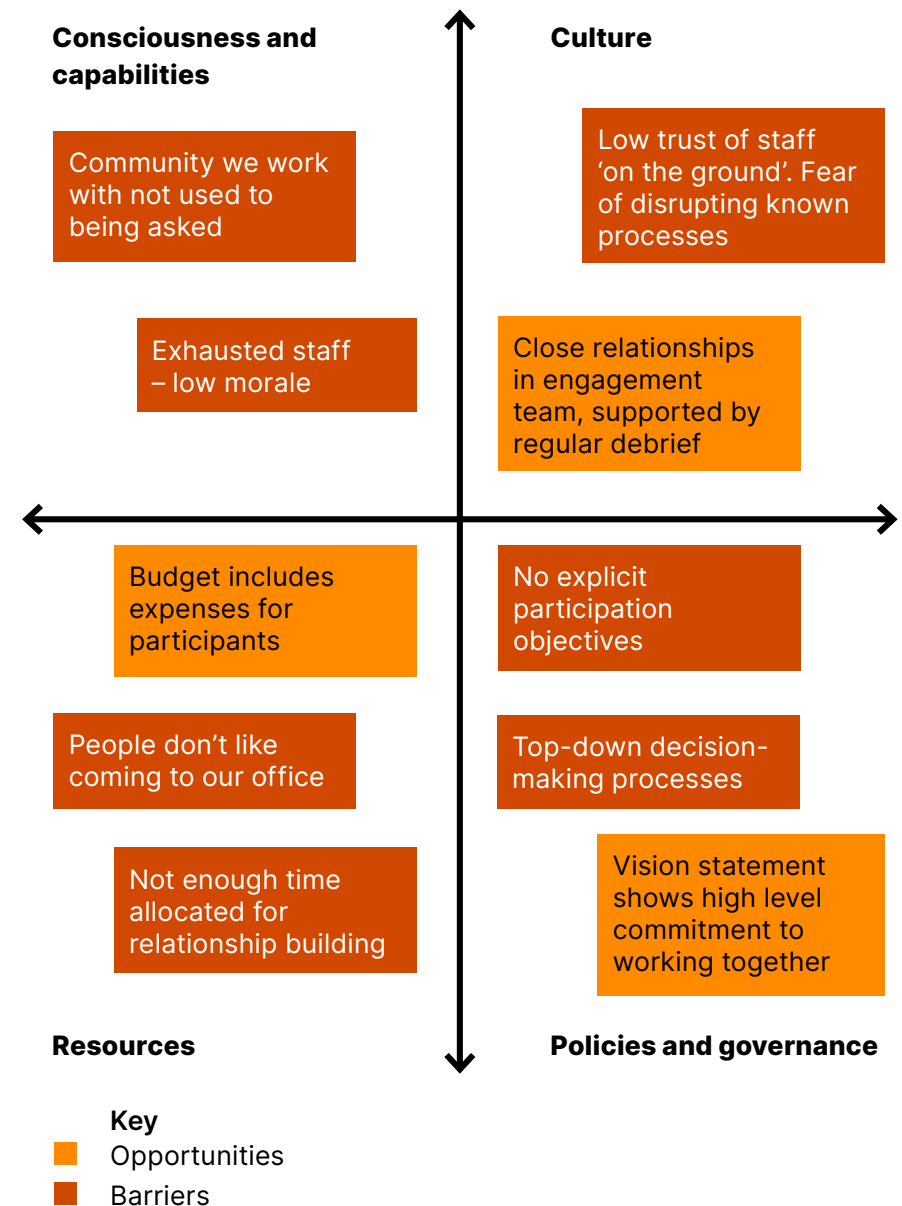 Consciousness and
capabilities
Culture
Community we work
with not used to
being asked
Low trust of staff
‘on the ground’. Fear
of disrupting known
processes
Exhausted staff
– low morale
Close relationships
in engagement
team, supported by
regular debrief
Budget includes
expenses for
participants
No explicit
participation
objectives
People don’t like
coming to our office
Top-down decision-
making processes
Not enough time
allocated for
relationship building
Vision statement
shows high level
commitment to
working together
Resources
Policies and governance
Key
Opportunities
Barriers